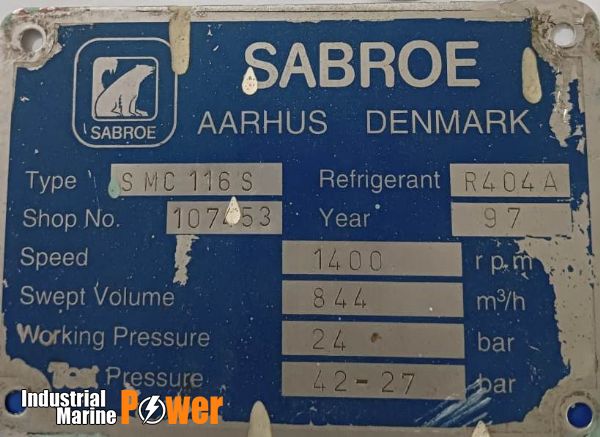 SABROE
SABROE
AARHUS DENMARK
Type SMC 116 S Refrigerant R404A
Shop No. Year 97
Speed 1400 rpm
Swept Volume 844 m³/h
Working Pressure 24 bar
Pressure 42-27 bar
Industrial
Marine Power